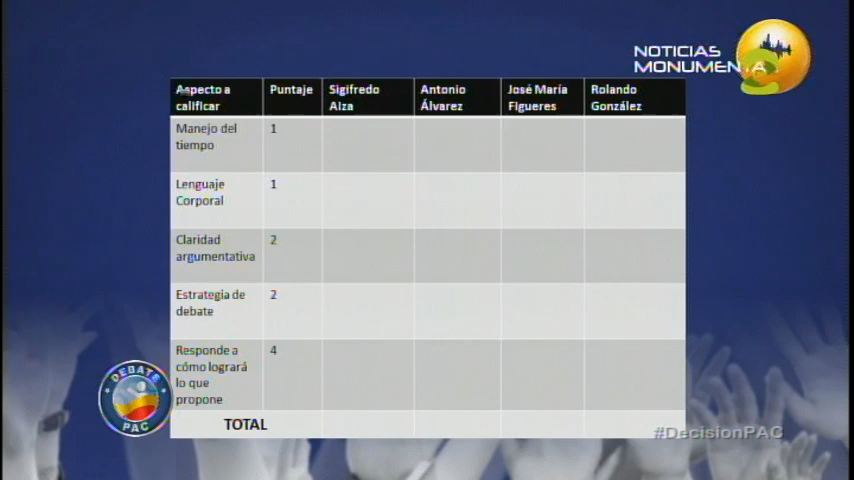 NOTICIAS
MONUMENTAL
Aspecto a calificar Puntaje Sigifredo Aiza Antonio Álvarez José María Figueres Rolando González
Manejo del tiempo 1
Lenguaje Corporal 1
Claridad argumentativa 2
Estrategia de debate 2
Responde a cómo logrará lo que propone 4
TOTAL
DEBATE
PAC
#DecisionPAC